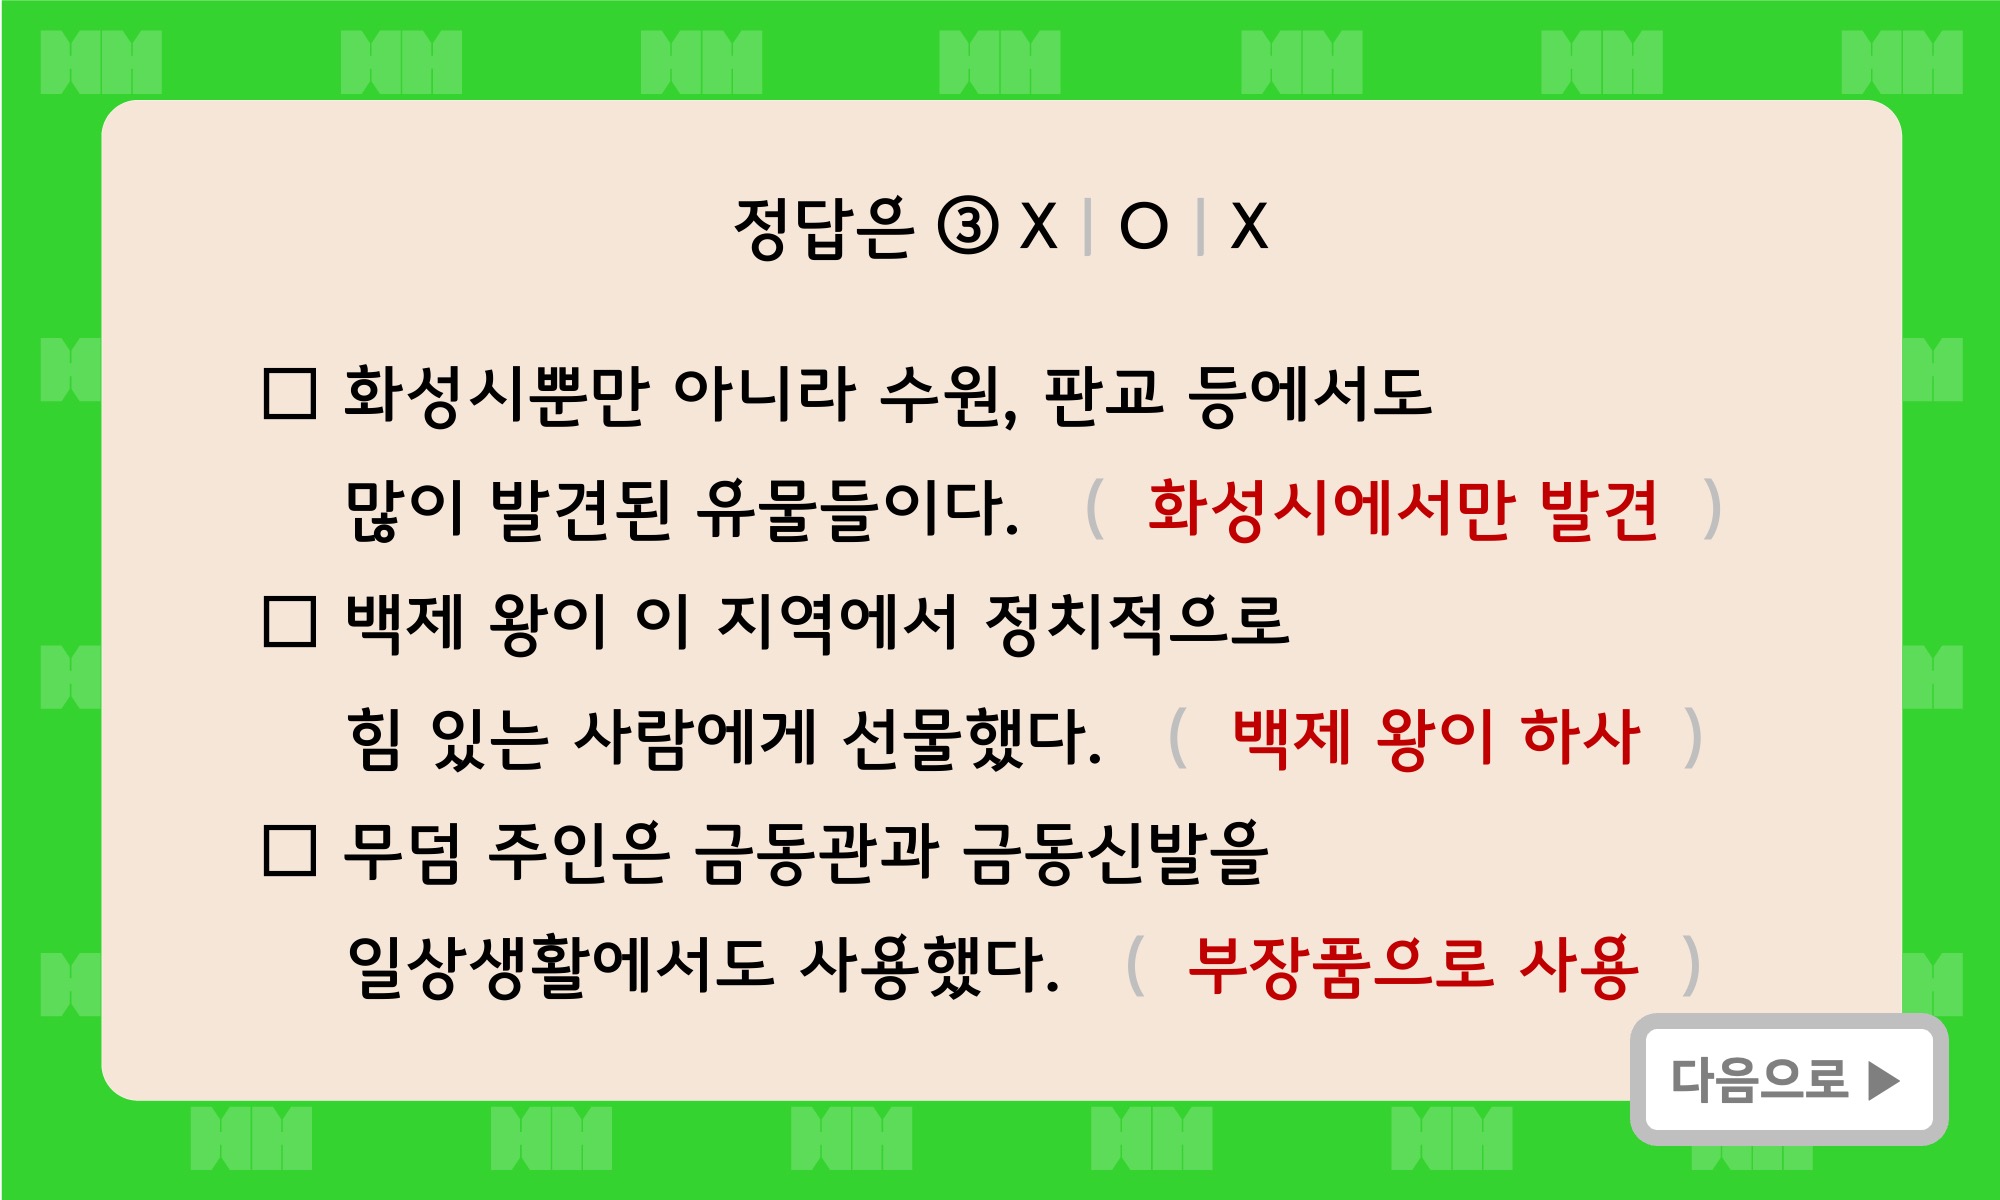 정답은 ③ X | O | X
□ 화성시뿐만 아니라 수원, 판교 등에서도
많이 발견된 유물들이다. ( 화성시에서만 발견 )
□ 백제 왕이 이 지역에서 정치적으로
힘 있는 사람에게 선물했다. ( 백제 왕이 하사 )
□ 무덤 주인은 금동관과 금동신발을
일상생활에서도 사용했다. ( 부장품으로 사용 )
다음으로 ▶